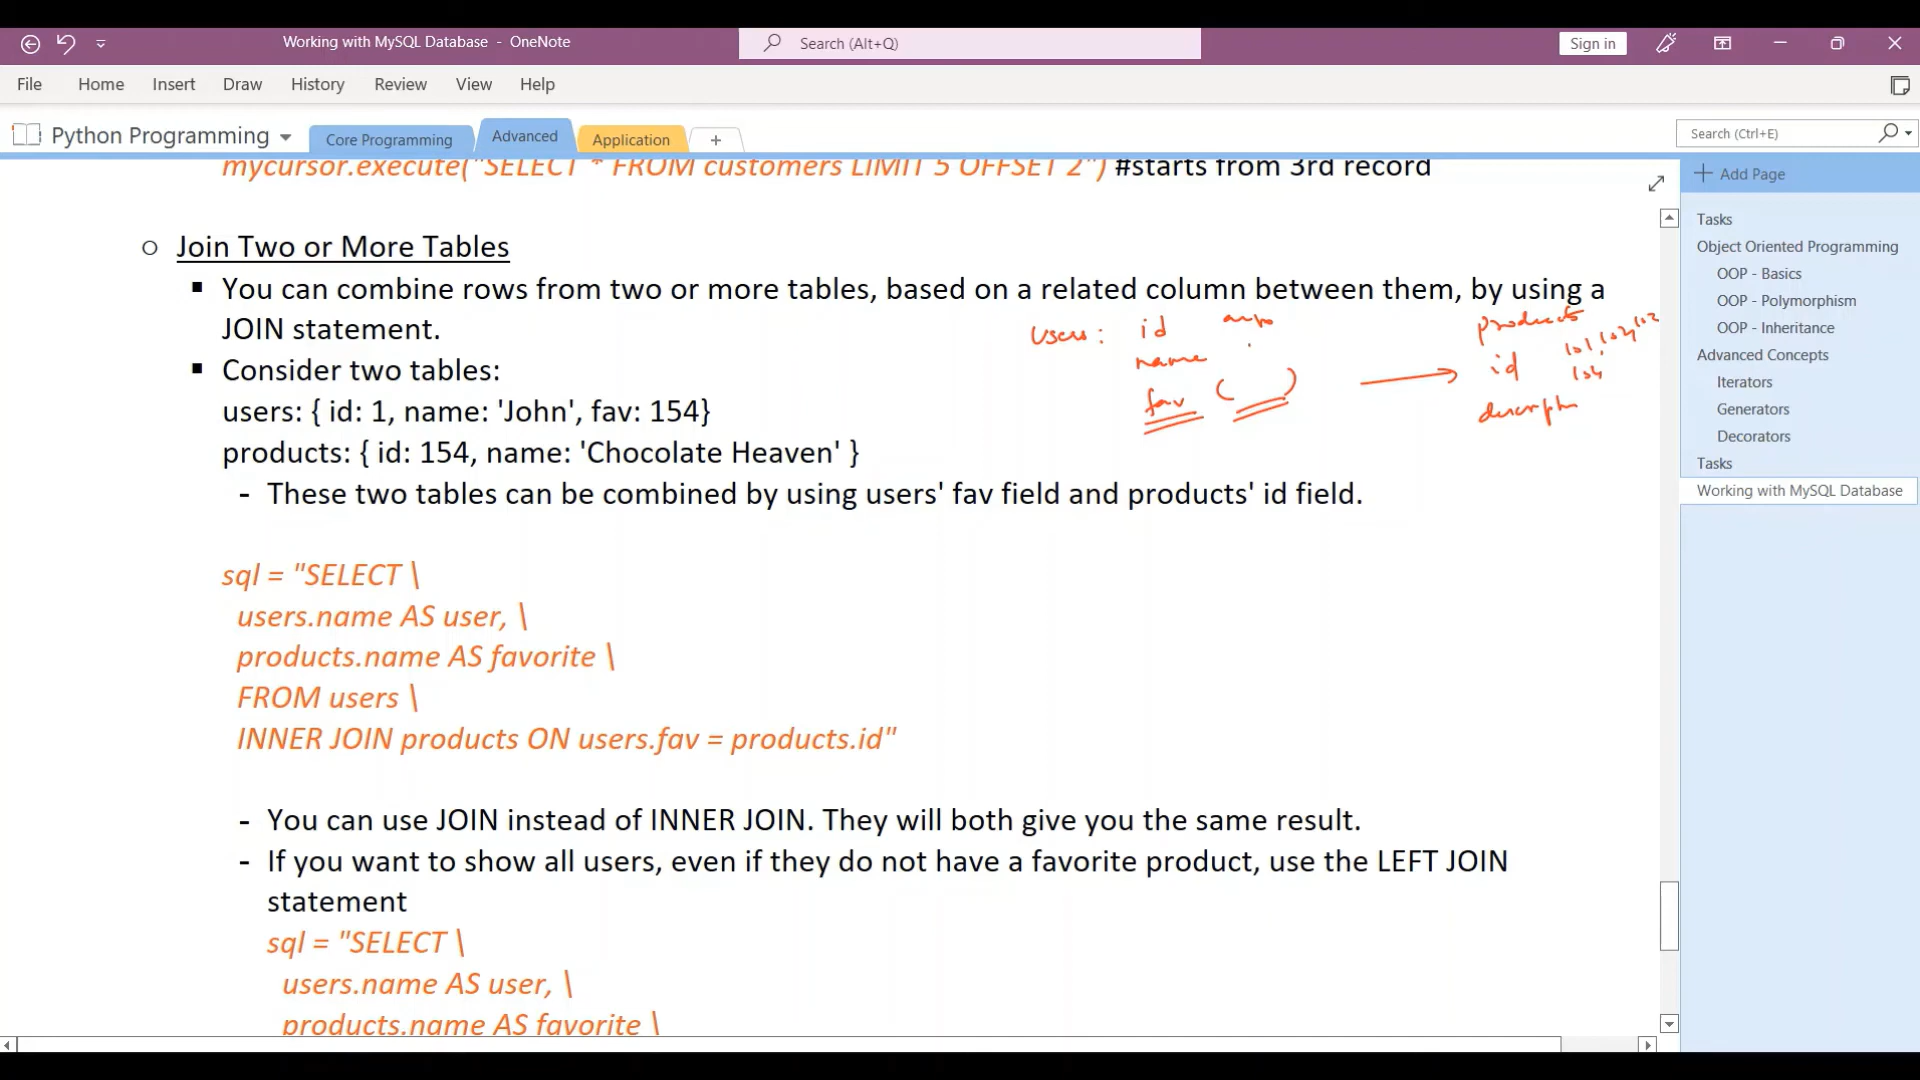 Working with MySQL Database - OneNote
Search (Alt+Q)
Sign in
File Home Insert Draw History Review View Help
Python Programming
Core Programming Advanced Application +
Search (Ctrl+E)
mycursor.execute("SELECT * FROM customers LIMIT 5 OFFSET 2") #starts from 3rd record
Join Two or More Tables
You can combine rows from two or more tables, based on a related column between them, by using a
JOIN statement.
Consider two tables:
users: { id: 1, name: 'John', fav: 154}
products: { id: 154, name: 'Chocolate Heaven' }
- These two tables can be combined by using users' fav field and products' id field.
users: id
name
fav ( )
products
id
sql = "SELECT \
users.name AS user, \
products.name AS favorite \
FROM users \
INNER JOIN products ON users.fav = products.id"
- You can use JOIN instead of INNER JOIN. They will both give you the same result.
- If you want to show all users, even if they do not have a favorite product, use the LEFT JOIN
statement
sql = "SELECT \
users.name AS user, \
products.name AS favorite \
Add Page
Tasks
Object Oriented Programming
OOP - Basics
OOP - Polymorphism
OOP - Inheritance
Advanced Concepts
Iterators
Generators
Decorators
Tasks
Working with MySQL Database